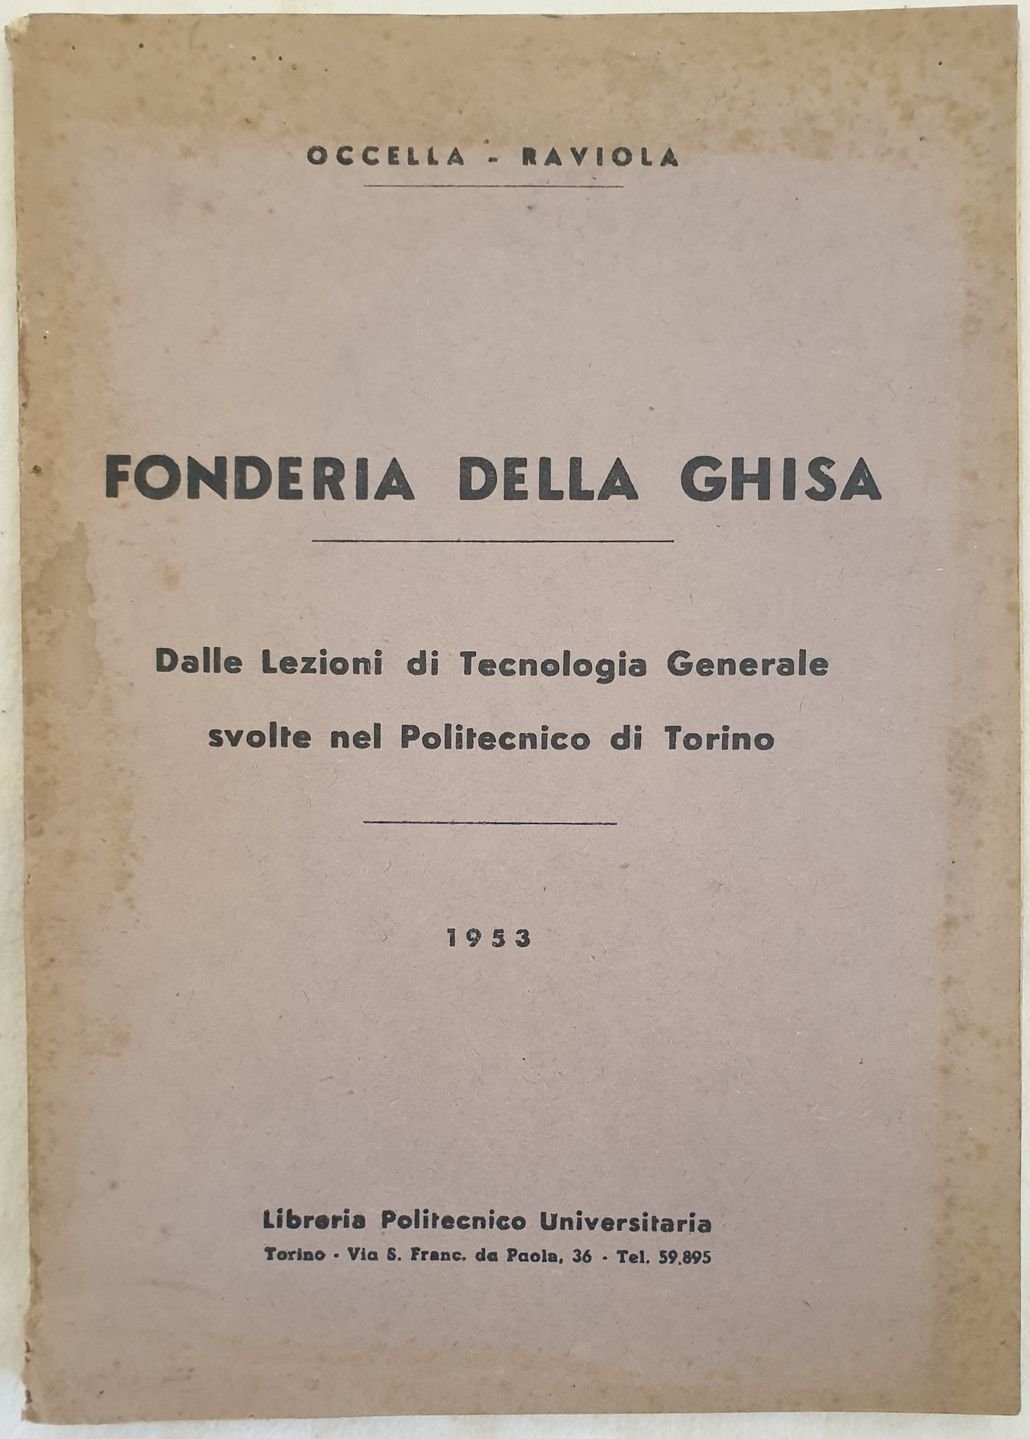 OCCELLA - RAVIOLA
FONDERIA DELLA GHISA
Dalle Lezioni di Tecnologia Generale
svolte nel Politecnico di Torino
1953
Libreria Politecnico Universitaria
Torino - Via S. Franc. da Paola, 36 - Tel. 59.895